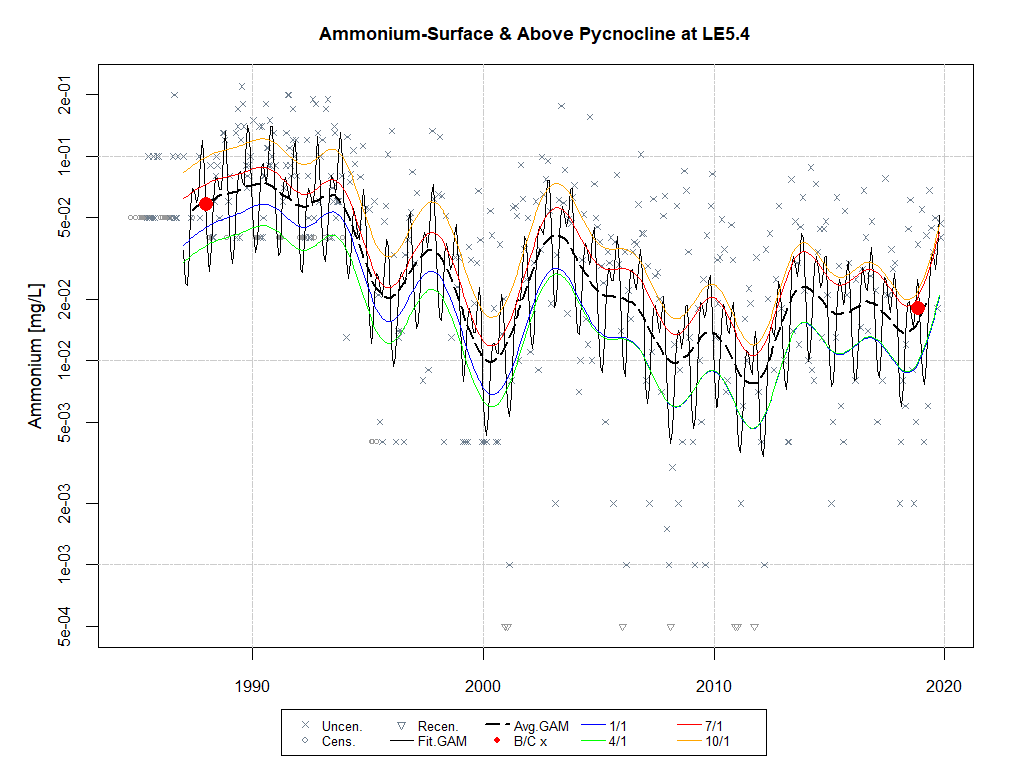 Ammonium-Surface & Above Pycnocline at LE5.4
Ammonium [mg/L]
2e-01
1e-01
5e-02
2e-02
1e-02
5e-03
2e-03
1e-03
5e-04
1990 2000 2010 2020
Uncen. Recen. Avg.GAM 1/1 7/1
Cens. Fit.GAM B/C x 4/1 10/1